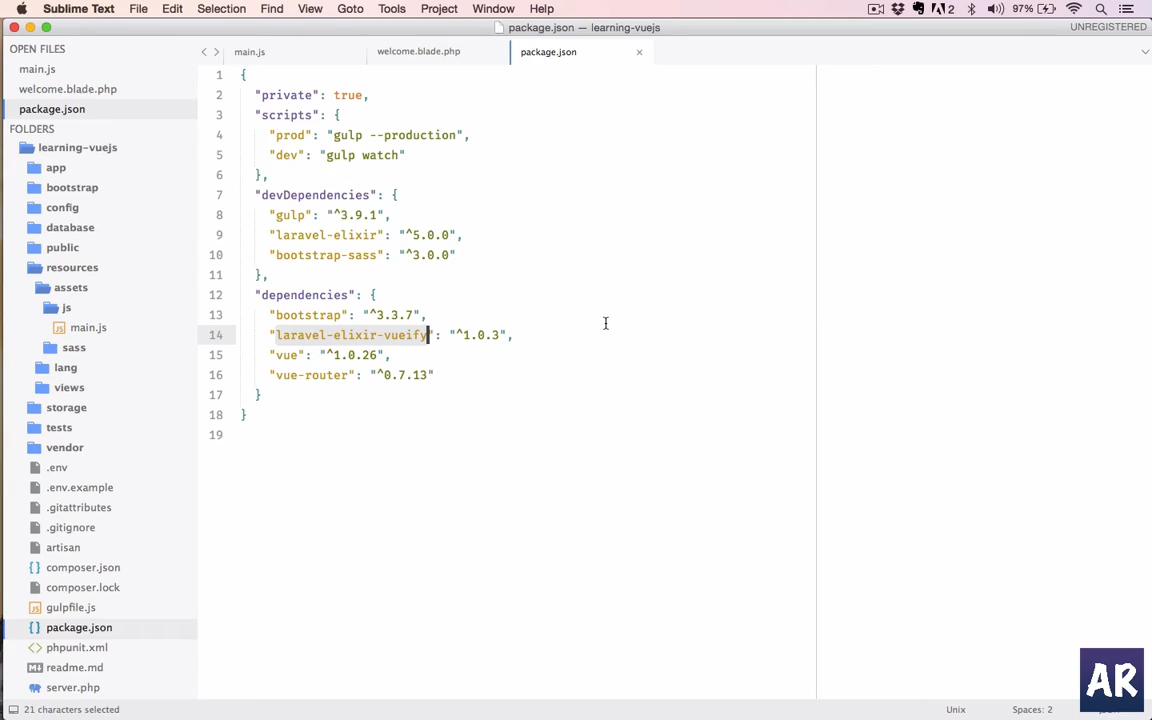 Sublime Text File Edit Selection Find View Goto Tools Project Window Help 2 97%
package.json — learning-vuejs UNREGISTERED
OPEN FILES
main.js
welcome.blade.php
package.json
FOLDERS
learning-vuejs
app
bootstrap
config
database
public
resources
assets
js
main.js
sass
lang
views
storage
tests
vendor
.env
.env.example
.gitattributes
.gitignore
artisan
composer.json
composer.lock
gulpfile.js
package.json
phpunit.xml
readme.md
server.php
main.js welcome.blade.php package.json
1 {
2 "private": true,
3 "scripts": {
4 "prod": "gulp --production",
5 "dev": "gulp watch"
6 },
7 "devDependencies": {
8 "gulp": "^3.9.1",
9 "laravel-elixir": "^5.0.0",
10 "bootstrap-sass": "^3.0.0"
11 },
12 "dependencies": {
13 "bootstrap": "^3.3.7",
14 "laravel-elixir-vueify": "^1.0.3",
15 "vue": "^1.0.26",
16 "vue-router": "^0.7.13"
17 }
18 }
19
AR
21 characters selected Unix Spaces: 2